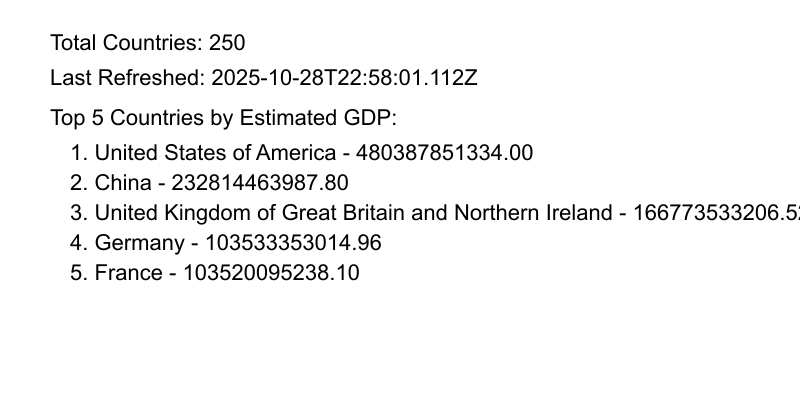 Total Countries: 250
Last Refreshed: 2025-10-28T22:58:01.112Z
Top 5 Countries by Estimated GDP:
1. United States of America - 480387851334.00
2. China - 232814463987.80
3. United Kingdom of Great Britain and Northern Ireland - 166773533206.52
4. Germany - 103533353014.96
5. France - 103520095238.10